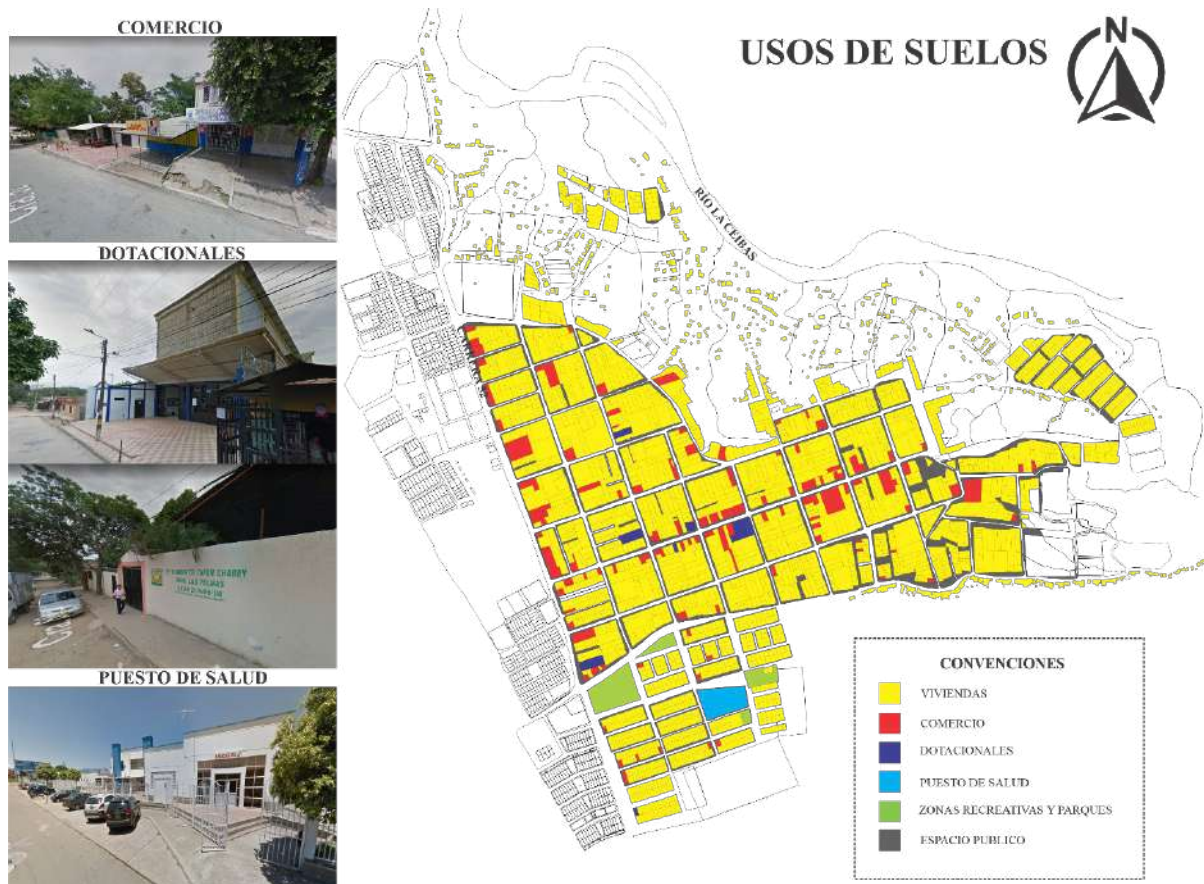 COMERCIO
USOS DE SUELOS
N
RÍO LA CEIBAS
DOTACIONALES
PUESTO DE SALUD
CONVENCIONES
VIVIENDAS
COMERCIO
DOTACIONALES
PUESTO DE SALUD
ZONAS RECREATIVAS Y PARQUES
ESPACIO PUBLICO